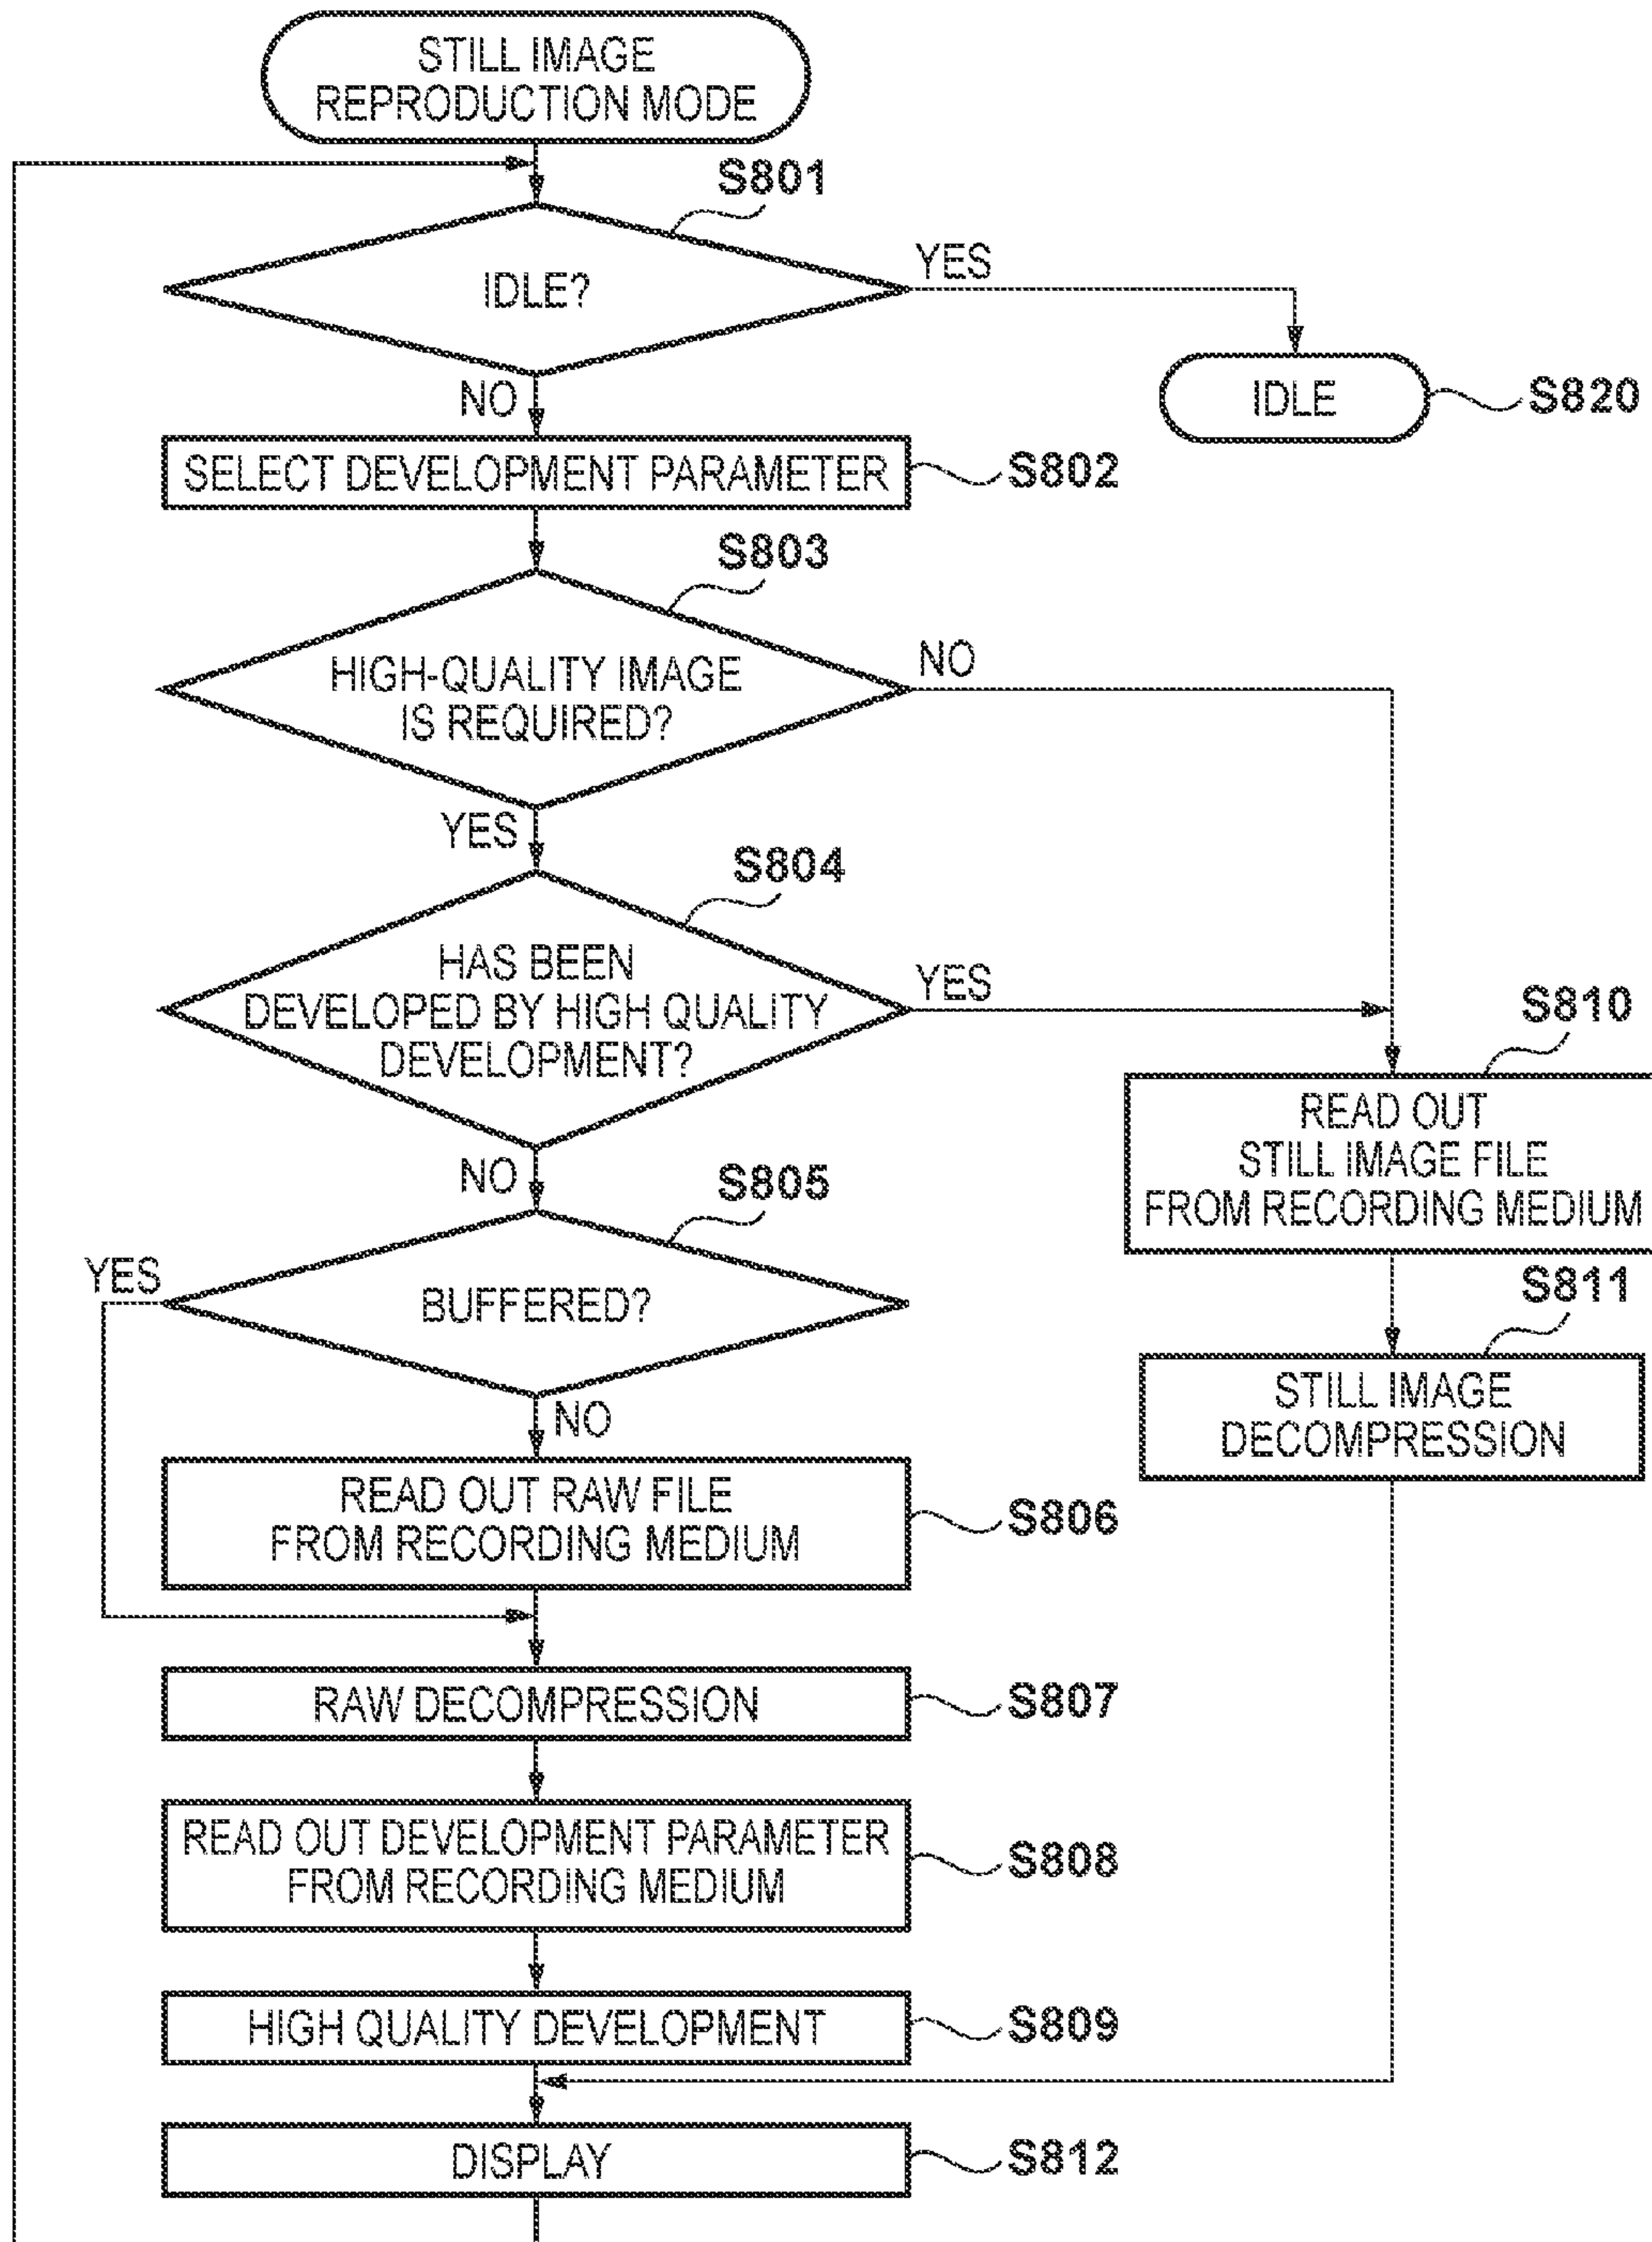 STILL IMAGE
REPRODUCTION MODE
S801
IDLE?
YES
NO
IDLE
S820
SELECT DEVELOPMENT PARAMETER
S802
S803
HIGH-QUALITY IMAGE
IS REQUIRED?
NO
YES
S804
HAS BEEN
DEVELOPED BY HIGH QUALITY
DEVELOPMENT?
YES
NO
S810
READ OUT
STILL IMAGE FILE
FROM RECORDING MEDIUM
S805
YES
BUFFERED?
NO
S811
STILL IMAGE
DECOMPRESSION
READ OUT RAW FILE
FROM RECORDING MEDIUM
S806
RAW DECOMPRESSION
S807
READ OUT DEVELOPMENT PARAMETER
FROM RECORDING MEDIUM
S808
HIGH QUALITY DEVELOPMENT
S809
DISPLAY
S812